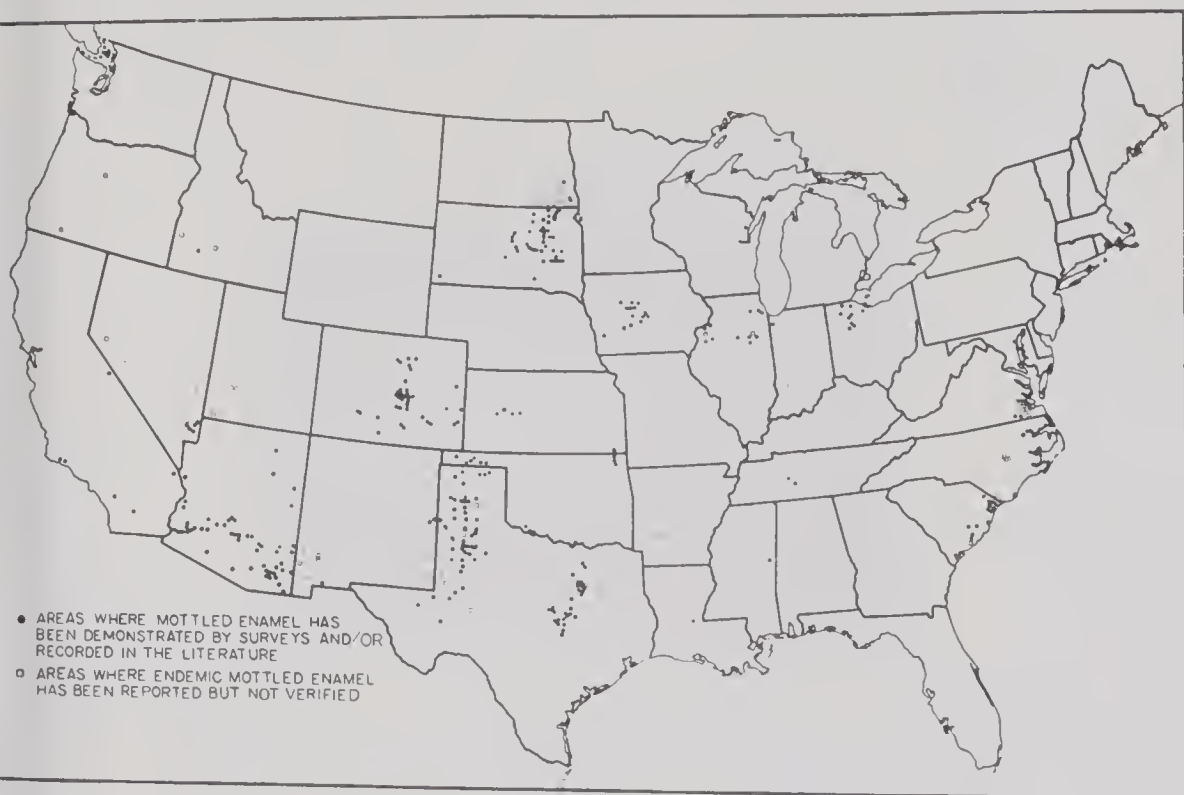 ● AREAS WHERE MOTTLED ENAMEL HAS
BEEN DEMONSTRATED BY SURVEYS AND/OR
RECORDED IN THE LITERATURE
▫ AREAS WHERE ENDEMIC MOTTLED ENAMEL
HAS BEEN REPORTED BUT NOT VERIFIED